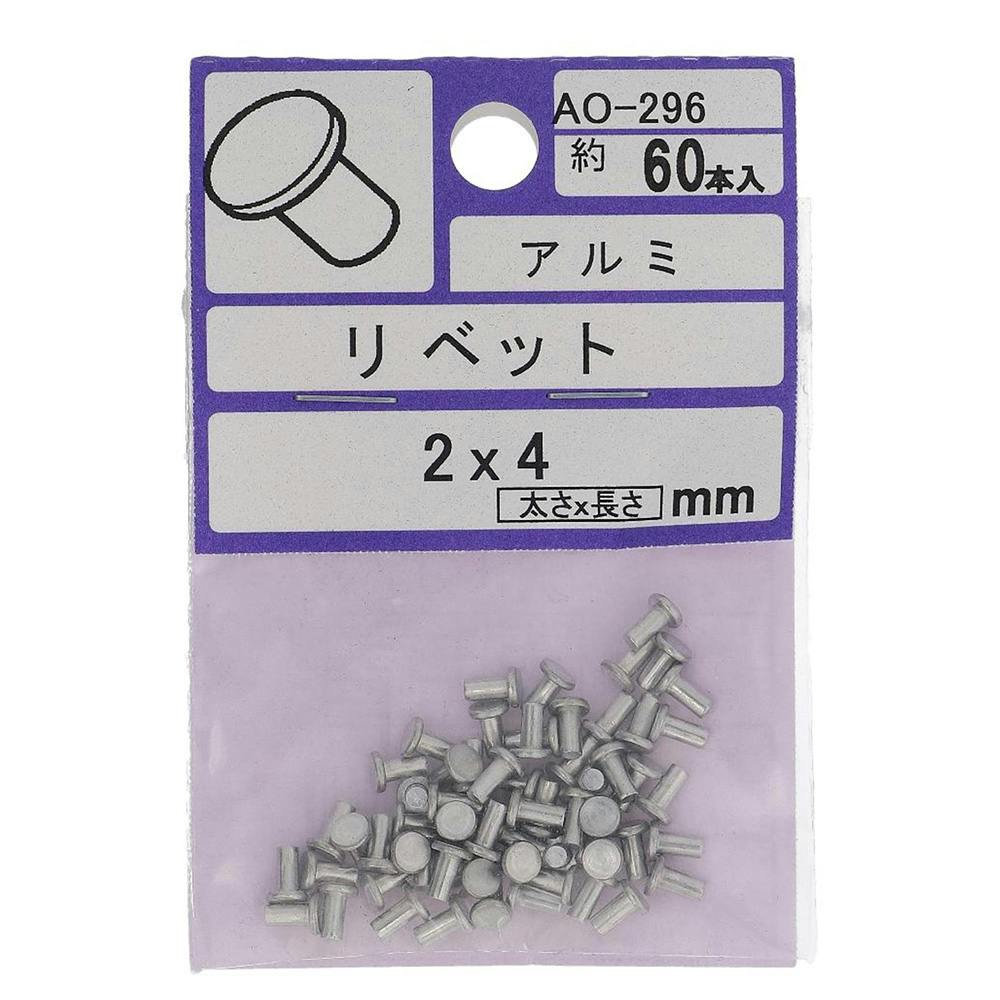 AO-296
約 60本入
アルミ
リベット
2x4
太さx長さ mm